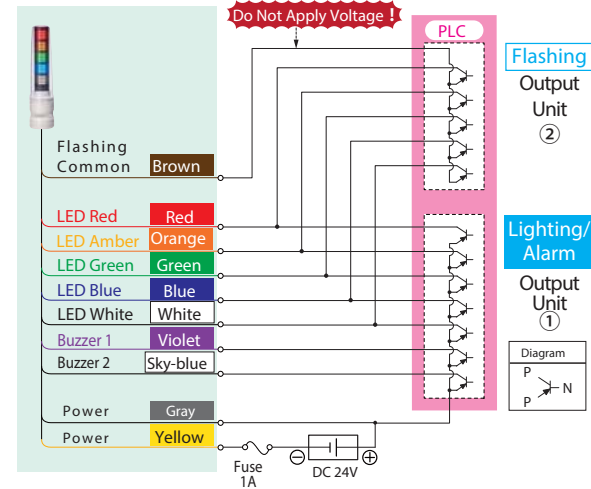 Do Not Apply Voltage !
PLC
Flashing
Output
Unit
②
Flashing
Common Brown
LED Red Red
LED Amber Orange
LED Green Green
LED Blue Blue
LED White White
Buzzer 1 Violet
Buzzer 2 Sky-blue
Power Gray
Power Yellow
Lighting/
Alarm
Output
Unit
①
Diagram
P
N
P
Fuse
1A
⊖ DC 24V ⊕